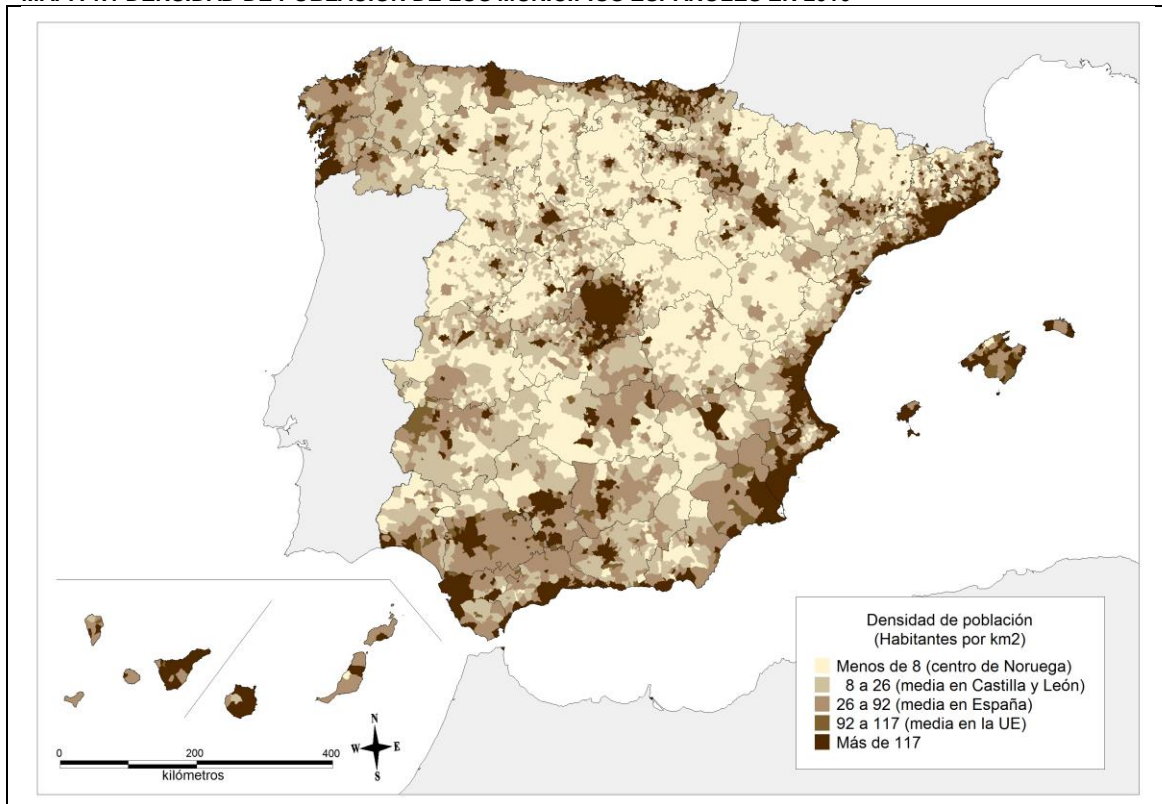 Densidad de población
(Habitantes por km2)
Menos de 8 (centro de Noruega)
8 a 26 (media en Castilla y León)
26 a 92 (media en España)
92 a 117 (media en la UE)
Más de 117
N
W E
S
0 200 400
kilómetros